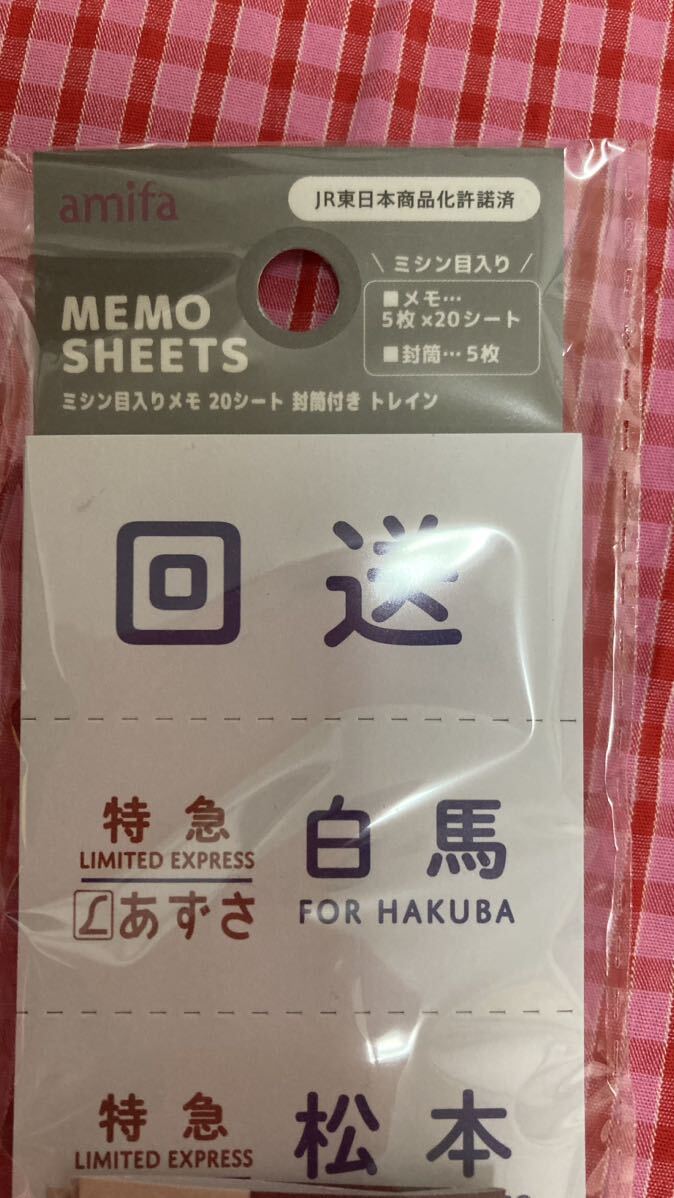 amifa
JR東日本商品化許諾済
MEMO
SHEETS
\ ミシン目入り /
■メモ…
5枚×20シート
■封筒…5枚
ミシン目入りメモ 20シート 封筒付き トレイン
回送
特急
LIMITED EXPRESS
あずさ
白馬
FOR HAKUBA
特急
LIMITED EXPRESS
松本